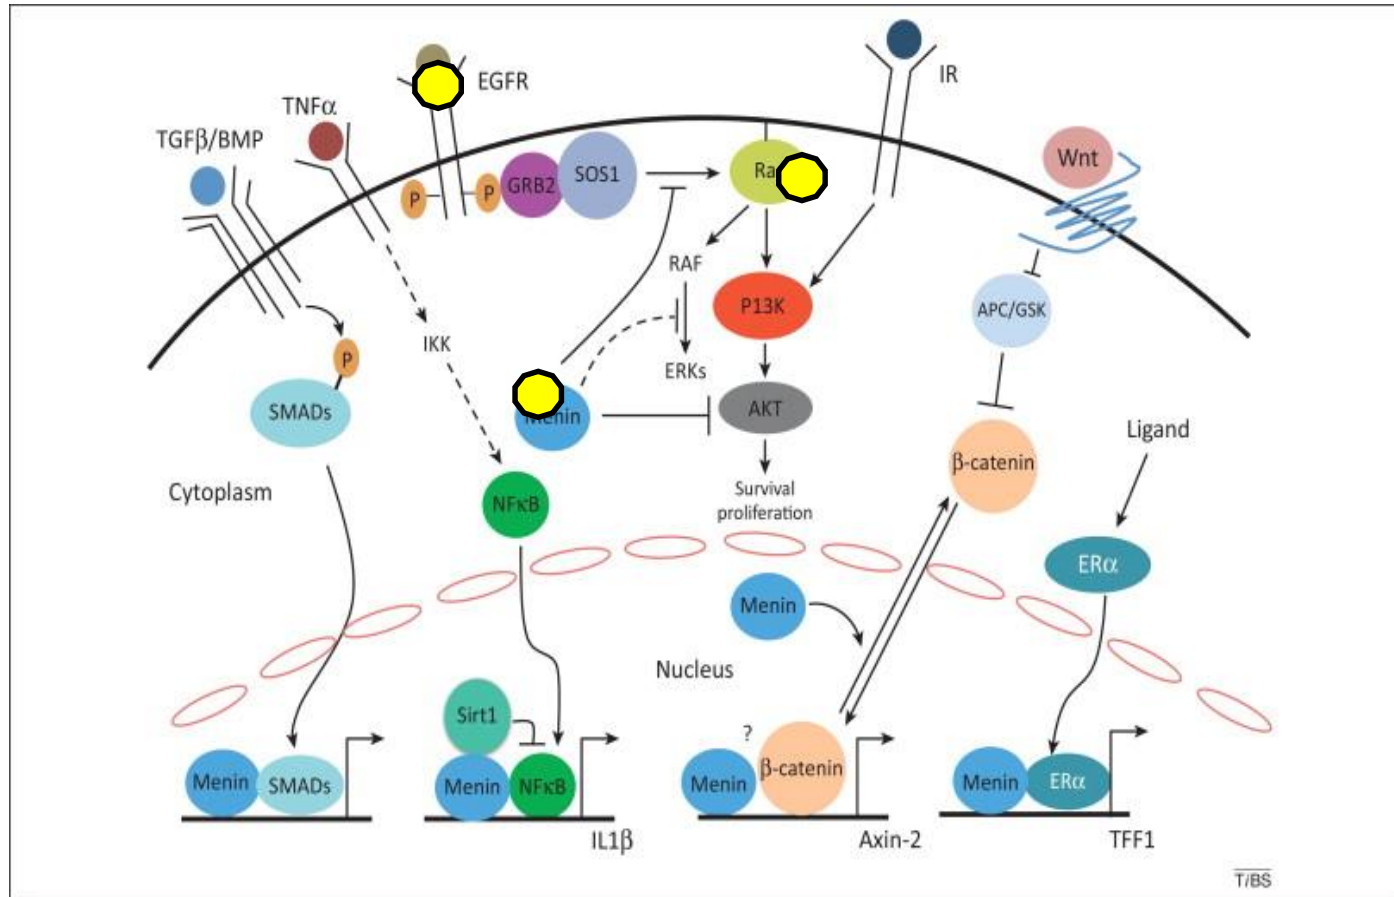 EGFR
IR
TNFα
TGFβ/BMP
Wnt
P
P
GRB2
SOS1
RAF
P13K
APC/GSK
IKK
P
ERKs
SMADs
Menin
AKT
β-catenin
Ligand
Cytoplasm
NFκB
Survival
proliferation
ERα
Menin
Nucleus
Sirt1
?
Menin
SMADs
Menin
NFκB
Menin
β-catenin
Menin
ERα
IL1β
Axin-2
TFF1
T/BS